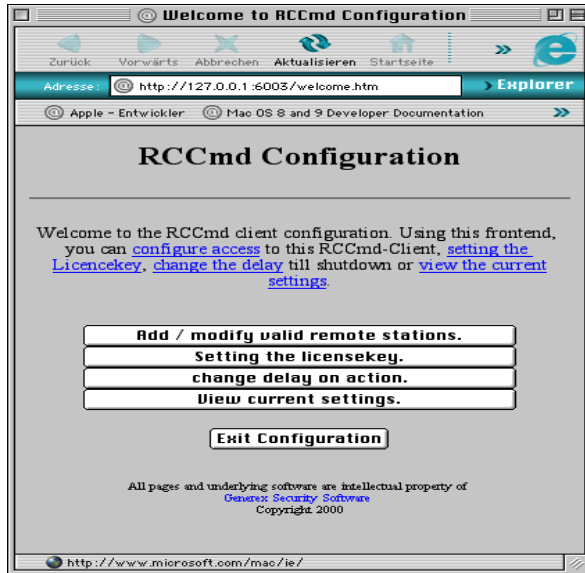 Welcome to RCCmd Configuration
Zurück Vorwärts Abbrechen Aktualisieren Startseite »
Adresse: http://127.0.0.1:6003/welcome.htm › Explorer
Apple - Entwickler Mac OS 8 and 9 Developer Documentation »
RCCmd Configuration
Welcome to the RCCmd client configuration. Using this frontend,
you can configure access to this RCCmd-Client, setting the
Licencekey, change the delay till shutdown or view the current
settings.
Add / modify valid remote stations.
Setting the licensekey.
change delay on action.
View current settings.
Exit Configuration
All pages and underlying software are intellectual property of
Generex Security Software
Copyright 2000
http://www.microsoft.com/mac/ie/